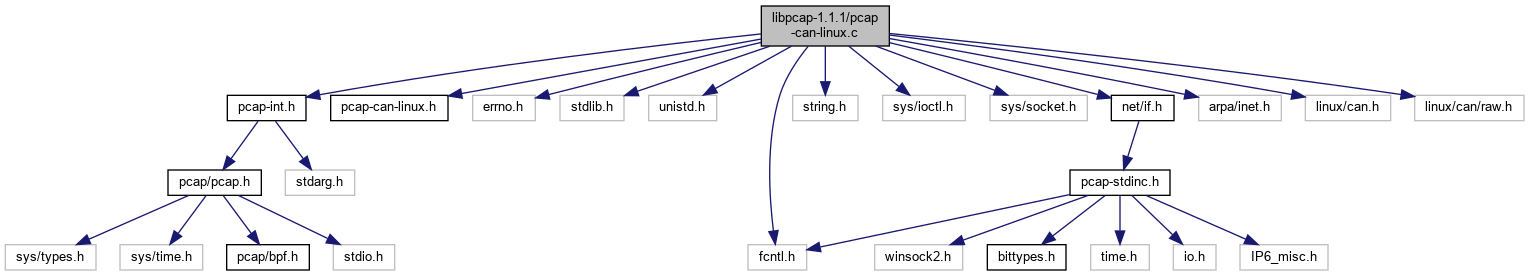 libpcap-1.1.1/pcap
-can-linux.c
pcap-int.h
pcap-can-linux.h
errno.h
stdlib.h
unistd.h
string.h
sys/ioctl.h
sys/socket.h
net/if.h
arpa/inet.h
linux/can.h
linux/can/raw.h
pcap/pcap.h
stdarg.h
pcap-stdinc.h
sys/types.h
sys/time.h
pcap/bpf.h
stdio.h
fcntl.h
winsock2.h
bittypes.h
time.h
io.h
IP6_misc.h